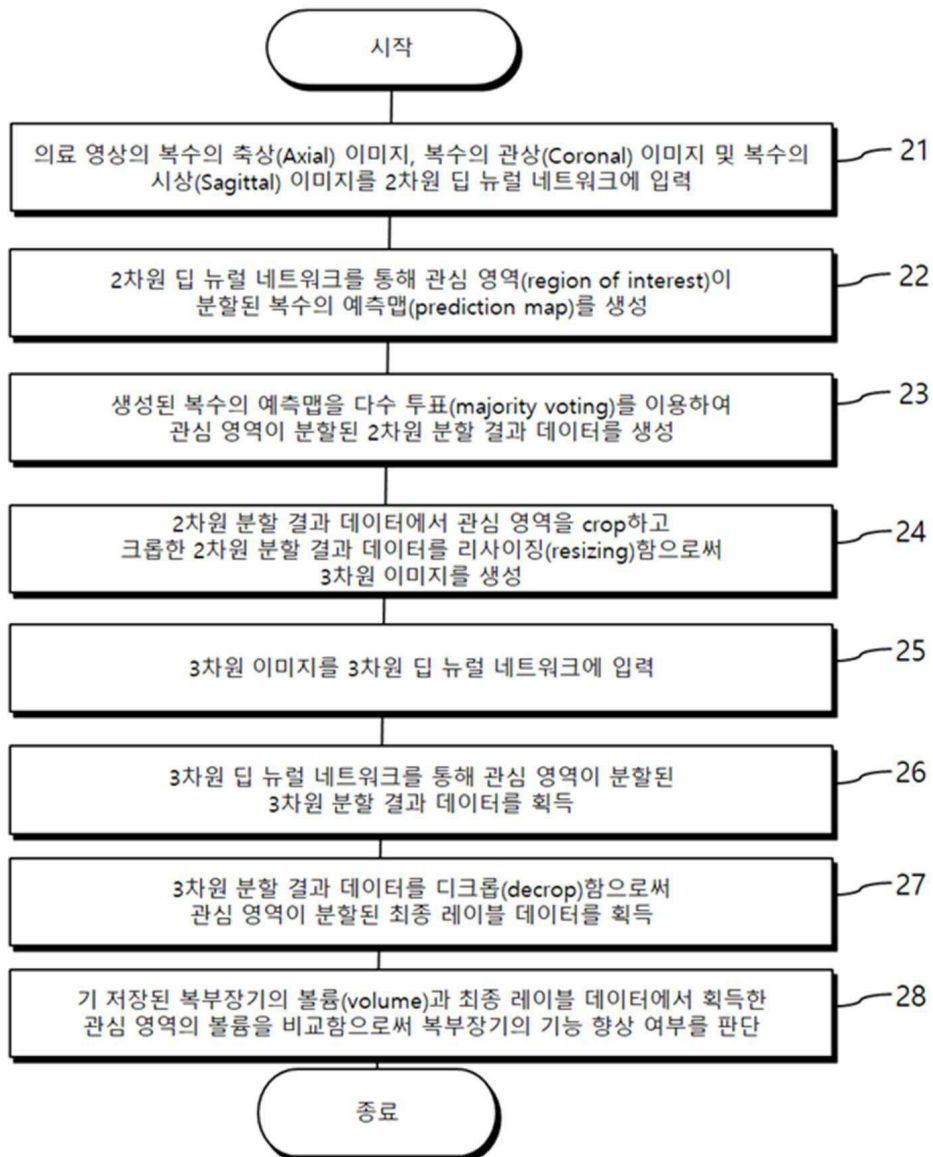 시작
의료 영상의 복수의 축상(Axial) 이미지, 복수의 관상(Coronal) 이미지 및 복수의
시상(Sagittal) 이미지를 2차원 딥 뉴럴 네트워크에 입력
21
2차원 딥 뉴럴 네트워크를 통해 관심 영역(region of interest)이
분할된 복수의 예측맵(prediction map)를 생성
22
생성된 복수의 예측맵을 다수 투표(majority voting)를 이용하여
관심 영역이 분할된 2차원 분할 결과 데이터를 생성
23
2차원 분할 결과 데이터에서 관심 영역을 crop하고
크롭한 2차원 분할 결과 데이터를 리사이징(resizing)함으로써
3차원 이미지를 생성
24
3차원 이미지를 3차원 딥 뉴럴 네트워크에 입력
25
3차원 딥 뉴럴 네트워크를 통해 관심 영역이 분할된
3차원 분할 결과 데이터를 획득
26
3차원 분할 결과 데이터를 디크롭(decrop)함으로써
관심 영역이 분할된 최종 레이블 데이터를 획득
27
기 저장된 복부장기의 볼륨(volume)과 최종 레이블 데이터에서 획득한
관심 영역의 볼륨을 비교함으로써 복부장기의 기능 향상 여부를 판단
28
종료